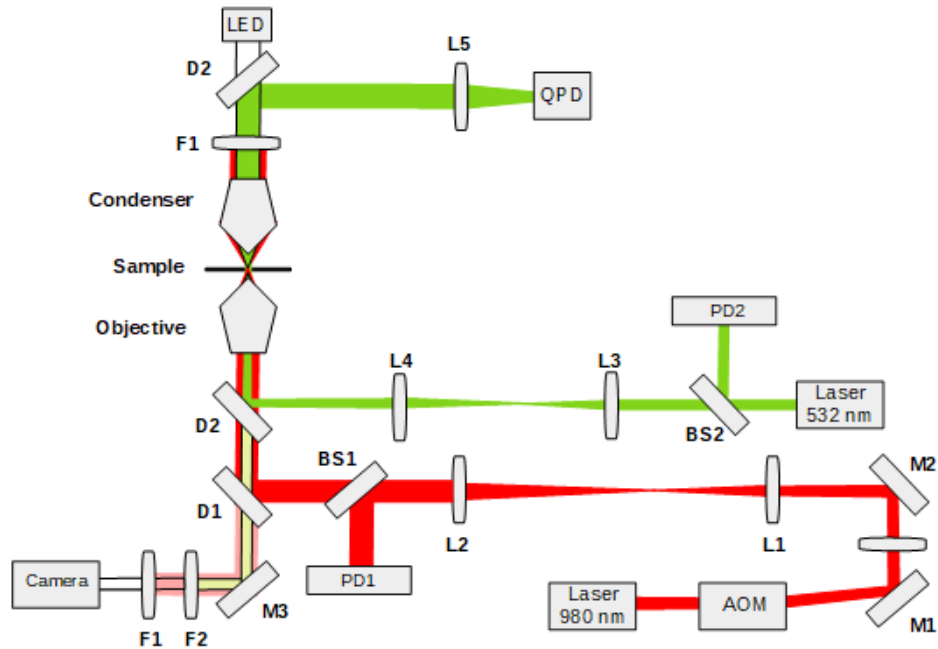 LED
L5
D2
QPD
F1
Condenser
Sample
PD2
Objective
L4
L3
Laser
532 nm
D2
BS2
BS1
M2
D1
L2
L1
Camera
PD1
Laser
980 nm
AOM
M3
M1
F1
F2